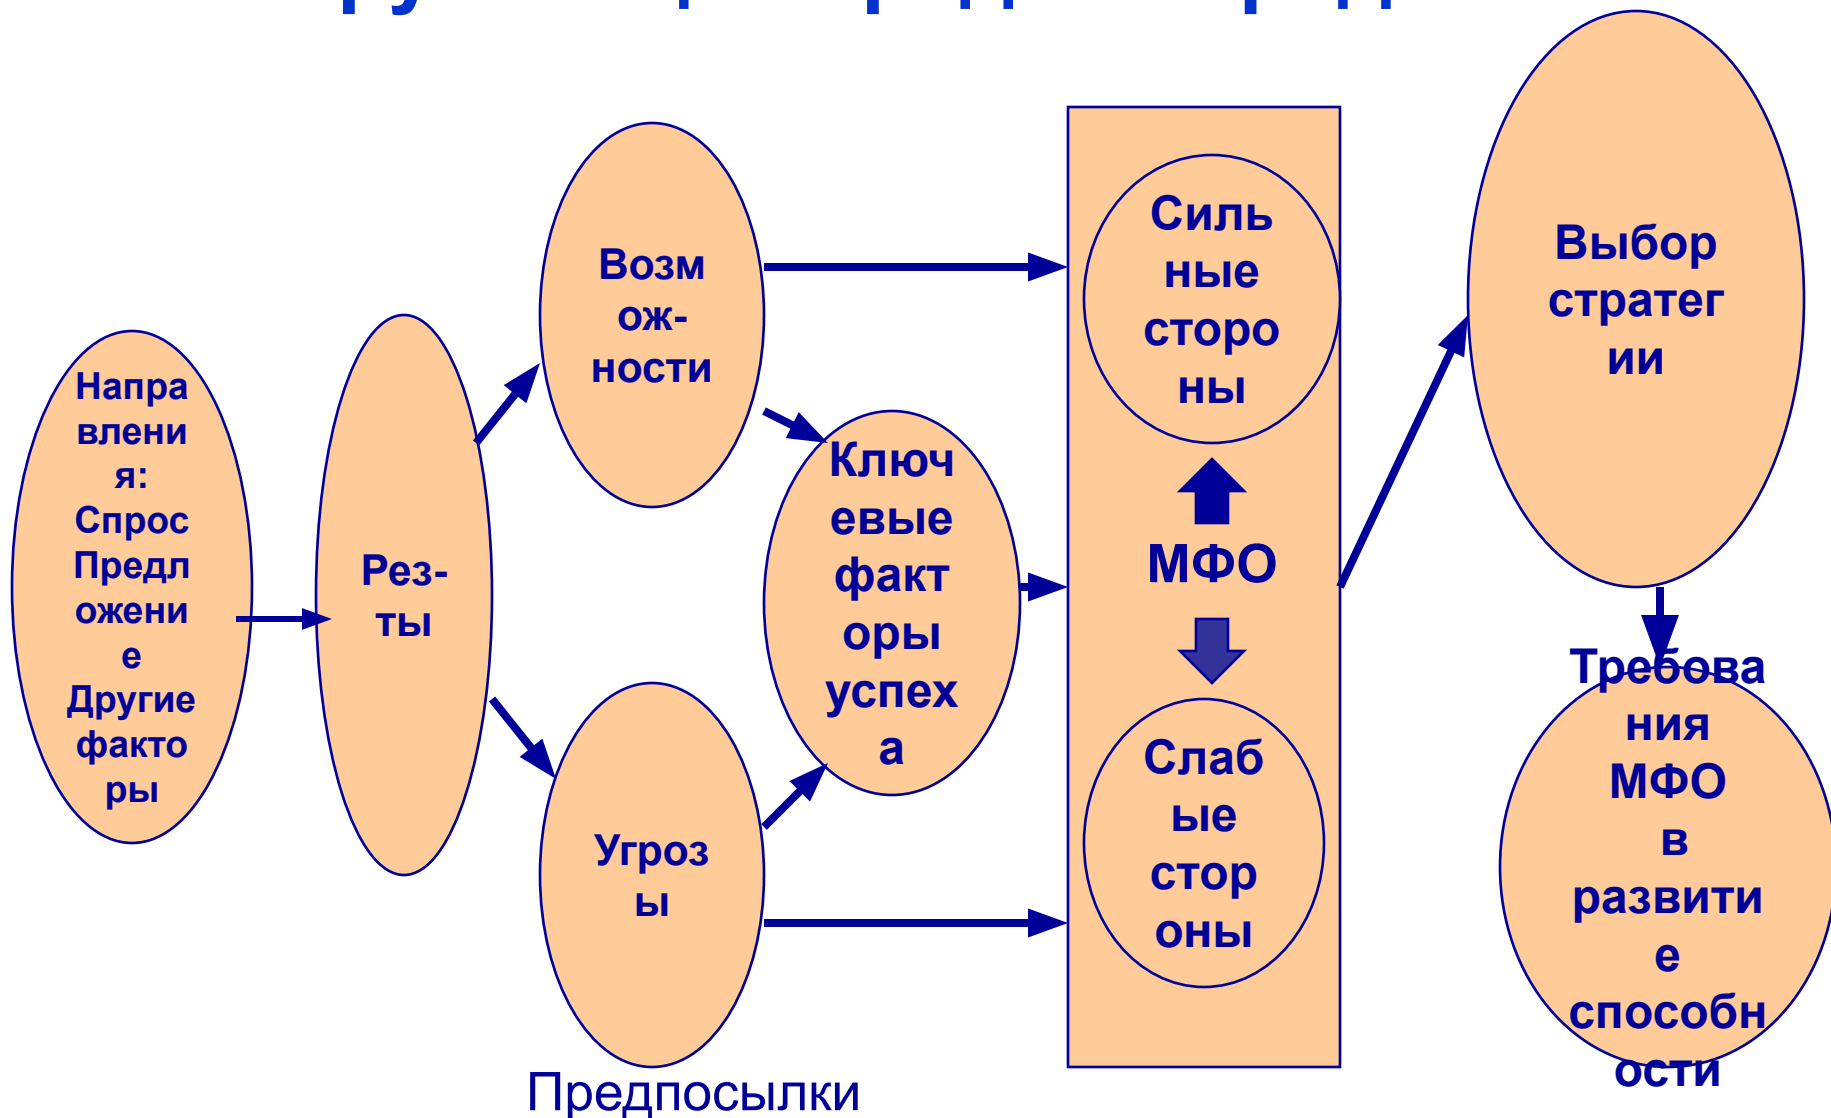 Напра
влени
я:
Спрос
Предл
ожени
е
Другие
факто
ры
Рез-
ты
Возм
ож-
ности
Угроз
ы
Ключ
евые
факт
оры
успех
а
Силь
ные
сторо
ны
МФО
Слаб
ые
стор
оны
Выбор
стратег
ии
Требова
ния
МФО
в
развити
е
способн
ости
Предпосылки